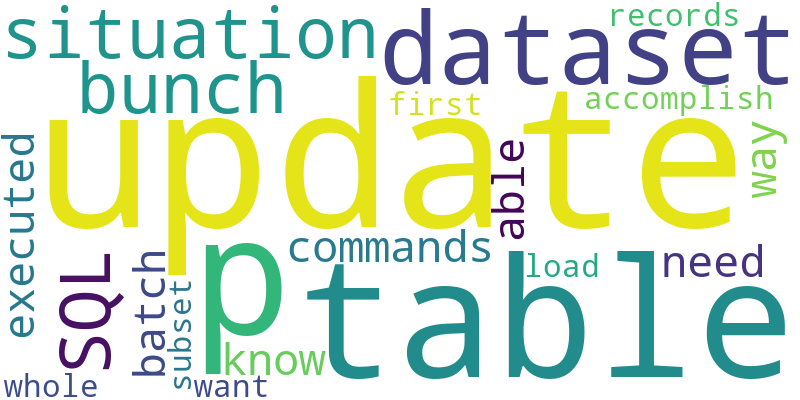 situation
dataset
records
bunch
first
accomplish
update
executed
able
way
SQL
batch
subset
p
commands
load
need
table
know
whole
want